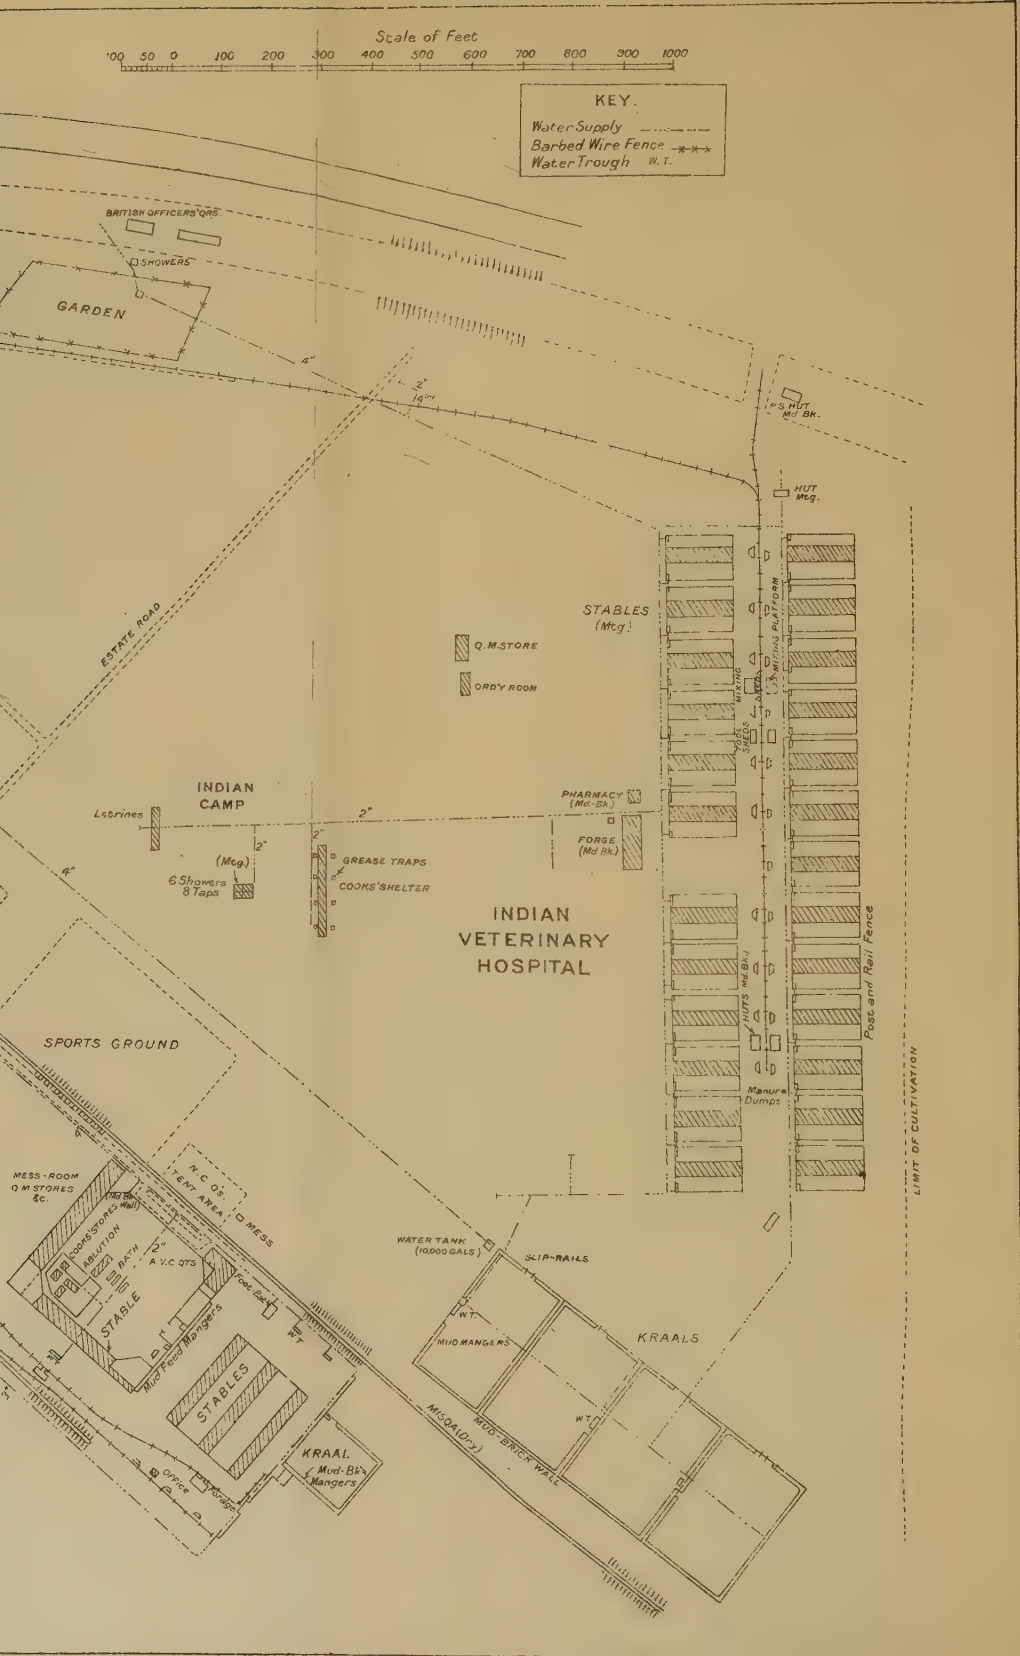 Scale of Feet
100 50 0 100 200 300 400 500 600 700 800 900 1000
KEY.
Water Supply
Barbed Wire Fence
Water Trough W.T.
BRITISH OFFICERS' QRS.
SHOWERS
GARDEN
2"
P S HUT
Md Bk.
HUT
Mtg.
ESTATE ROAD
STABLES
(Mtg)
Q.M.STORE
ORD'Y ROOM
MIXING PLATFORM
MIXING
SHEDS
TOOL
SHEDS
INDIAN
CAMP
Latrines
2"
2"
2"
PHARMACY
(Md-Bk.)
FORGE
(Md Bk.)
(Mtg.)
6 Showers
8 Taps
GREASE TRAPS
COOKS' SHELTER
4"
INDIAN
VETERINARY
HOSPITAL
HUTS Md.Bk.
Post and Rail Fence
LIMIT OF CULTIVATION
SPORTS GROUND
Manure
Dumps
MESS-ROOM
Q M STORES
&C.
(Md Bk
Wall)
COOKS' STORES
ABLUTION
BATH
2"
A.V.C. QTS
STABLE
N.C.OS.
TENT AREA
MESS
WATER TANK
(10,000 GALS)
SLIP-RAILS
W.T.
MUD MANGERS
KRAALS
W.T.
Foot-Bath
WT
WT
Mud Feed Mangers
STABLES
MISQA (Dry)
MUD-BRICK WALL
KRAAL
Mud-Bk
Mangers
OFFICE
Forage